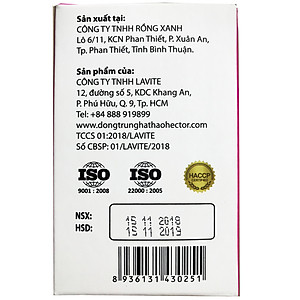 Sản xuất tại:
CÔNG TY TNHH RỒNG XANH
Lô 6/11, KCN Phan Thiết, P. Xuân An,
Tp. Phan Thiết, Tỉnh Bình Thuận.
Sản phẩm của:
CÔNG TY TNHH LAVITE
12, đường số 5, KDC Khang An,
P. Phú Hữu, Q. 9, Tp. HCM
Tel: +84 888 919899
www.dongtrunghathaohector.com
TCCS 01:2018/LAVITE
Số CBSP: 01/LAVITE/2018
ISO
9001 : 2008
ISO
22000 : 2005
HACCP
CERTIFIED
NSX: 15 11 2018
HSD: 15 11 2019
8 936131 430251